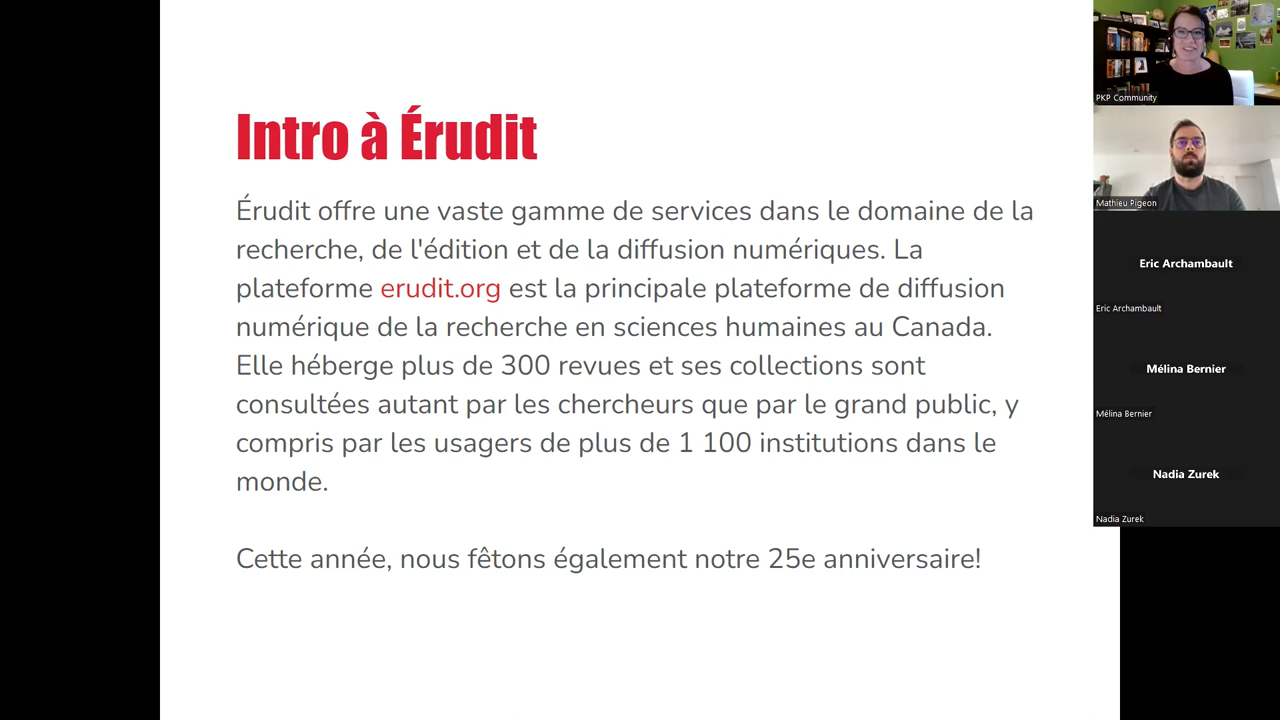 Intro à Érudit
Érudit offre une vaste gamme de services dans le domaine de la
recherche, de l'édition et de la diffusion numériques. La
plateforme erudit.org est la principale plateforme de diffusion
numérique de la recherche en sciences humaines au Canada.
Elle héberge plus de 300 revues et ses collections sont
consultées autant par les chercheurs que par le grand public, y
compris par les usagers de plus de 1 100 institutions dans le
monde.
Cette année, nous fêtons également notre 25e anniversaire!
PKP Community
Mathieu Pigeon
Eric Archambault
Eric Archambault
Mélina Bernier
Mélina Bernier
Nadia Zurek
Nadia Zurek